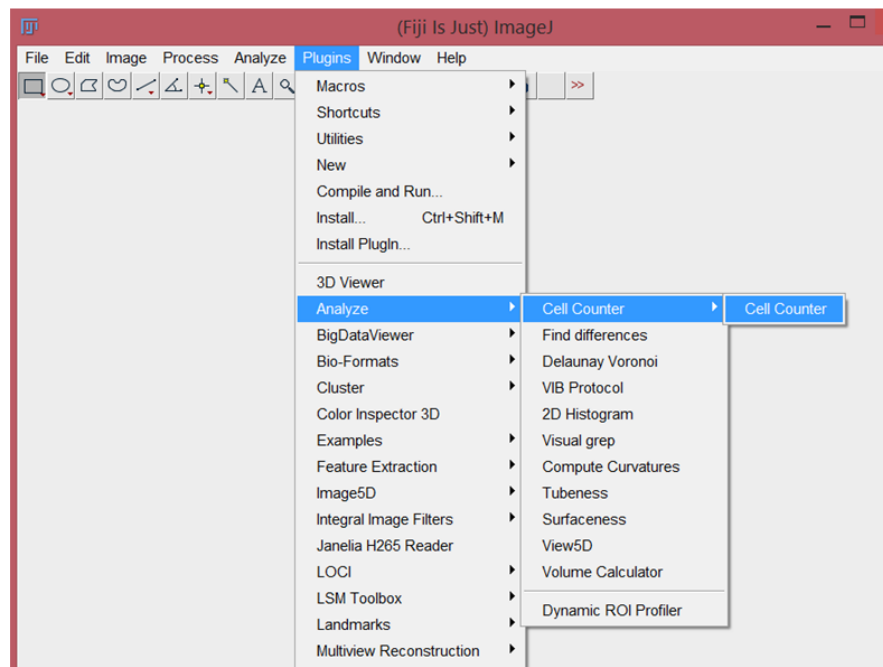 (Fiji Is Just) ImageJ
File Edit Image Process Analyze Plugins Window Help
A >>
Macros
Shortcuts
Utilities
New
Compile and Run...
Install... Ctrl+Shift+M
Install PlugIn...
3D Viewer
Analyze
BigDataViewer
Bio-Formats
Cluster
Color Inspector 3D
Examples
Feature Extraction
Image5D
Integral Image Filters
Janelia H265 Reader
LOCI
LSM Toolbox
Landmarks
Multiview Reconstruction
Cell Counter
Find differences
Delaunay Voronoi
VIB Protocol
2D Histogram
Visual grep
Compute Curvatures
Tubeness
Surfaceness
View5D
Volume Calculator
Dynamic ROI Profiler
Cell Counter